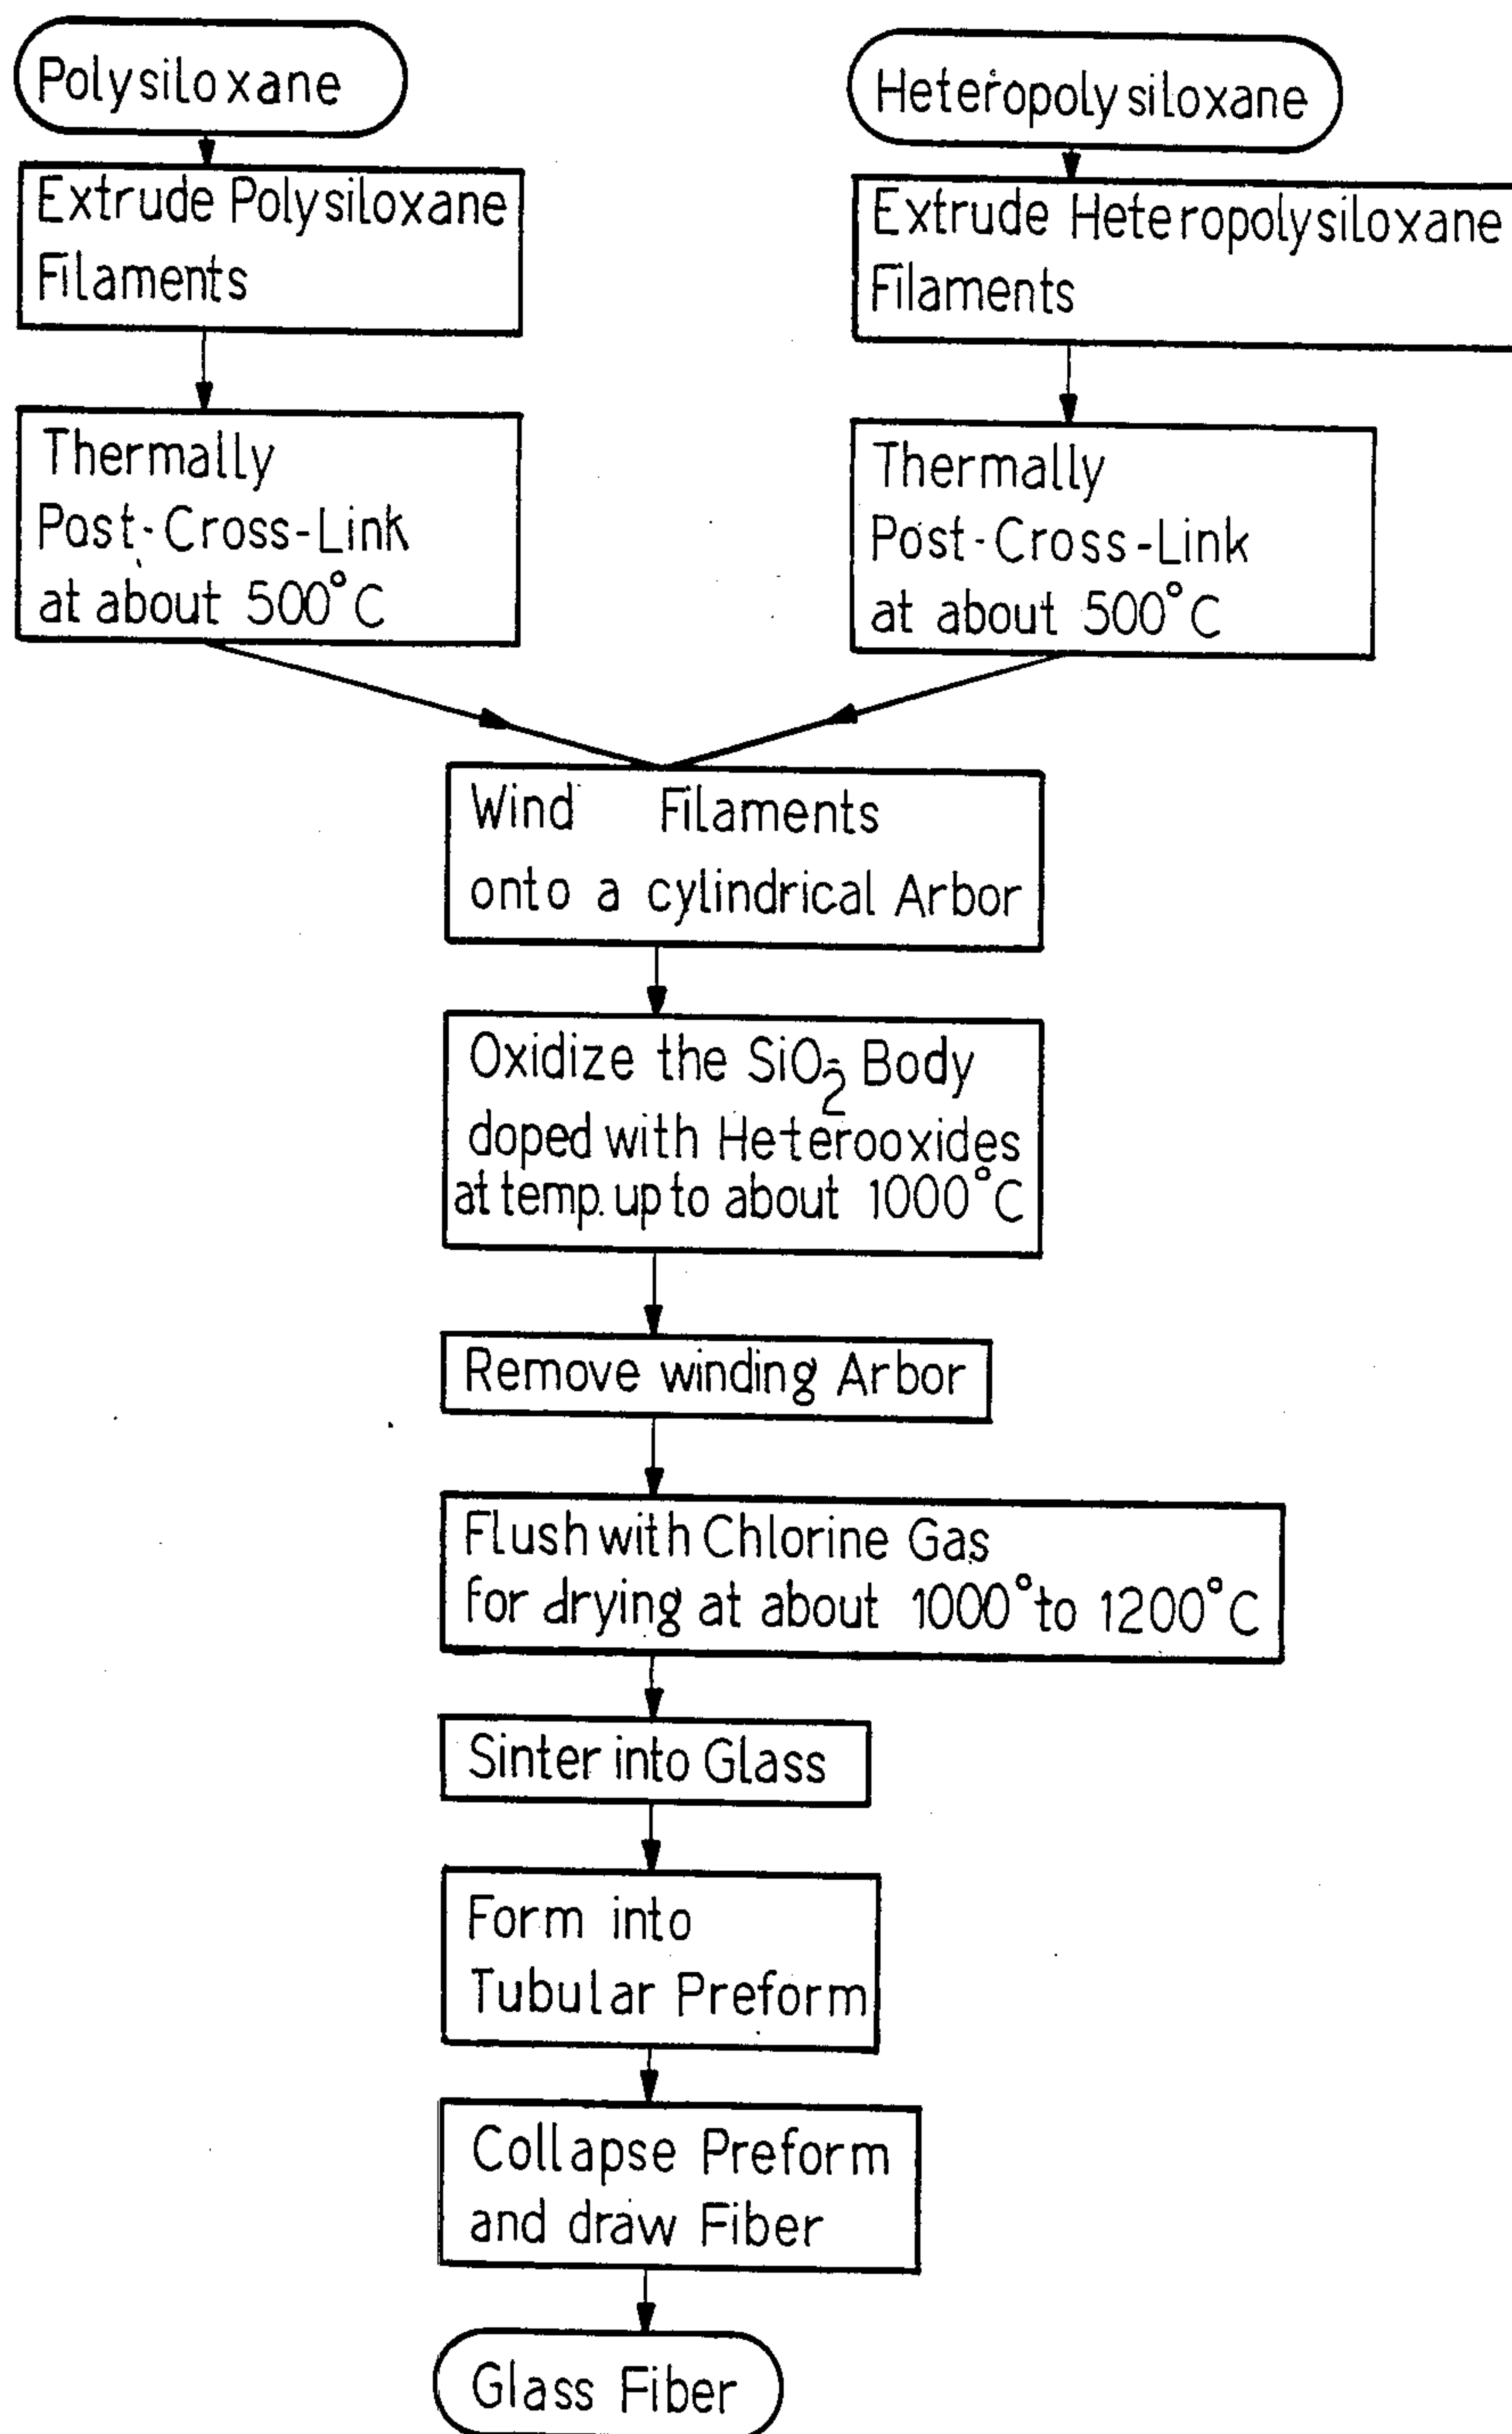 Polysiloxane
Heteropolysiloxane
Extrude Polysiloxane
Filaments
Extrude Heteropolysiloxane
Filaments
Thermally
Post-Cross-Link
at about 500°C
Thermally
Post-Cross-Link
at about 500°C
Wind Filaments
onto a cylindrical Arbor
Oxidize the SiO2 Body
doped with Heterooxides
at temp. up to about 1000°C
Remove winding Arbor
Flush with Chlorine Gas
for drying at about 1000° to 1200°C
Sinter into Glass
Form into
Tubular Preform
Collapse Preform
and draw Fiber
Glass Fiber